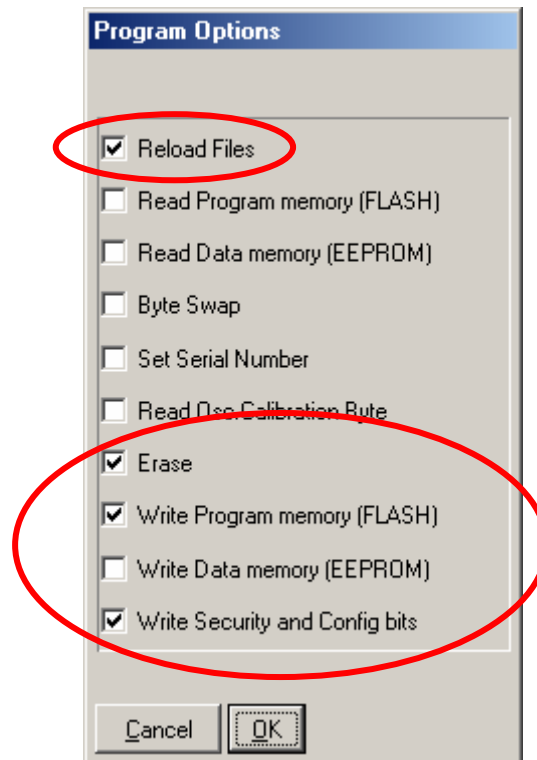 Program Options
Reload Files
Read Program memory (FLASH)
Read Data memory (EEPROM)
Byte Swap
Set Serial Number
Read Osc.Calibration Byte
Erase
Write Program memory (FLASH)
Write Data memory (EEPROM)
Write Security and Config bits
Cancel
OK